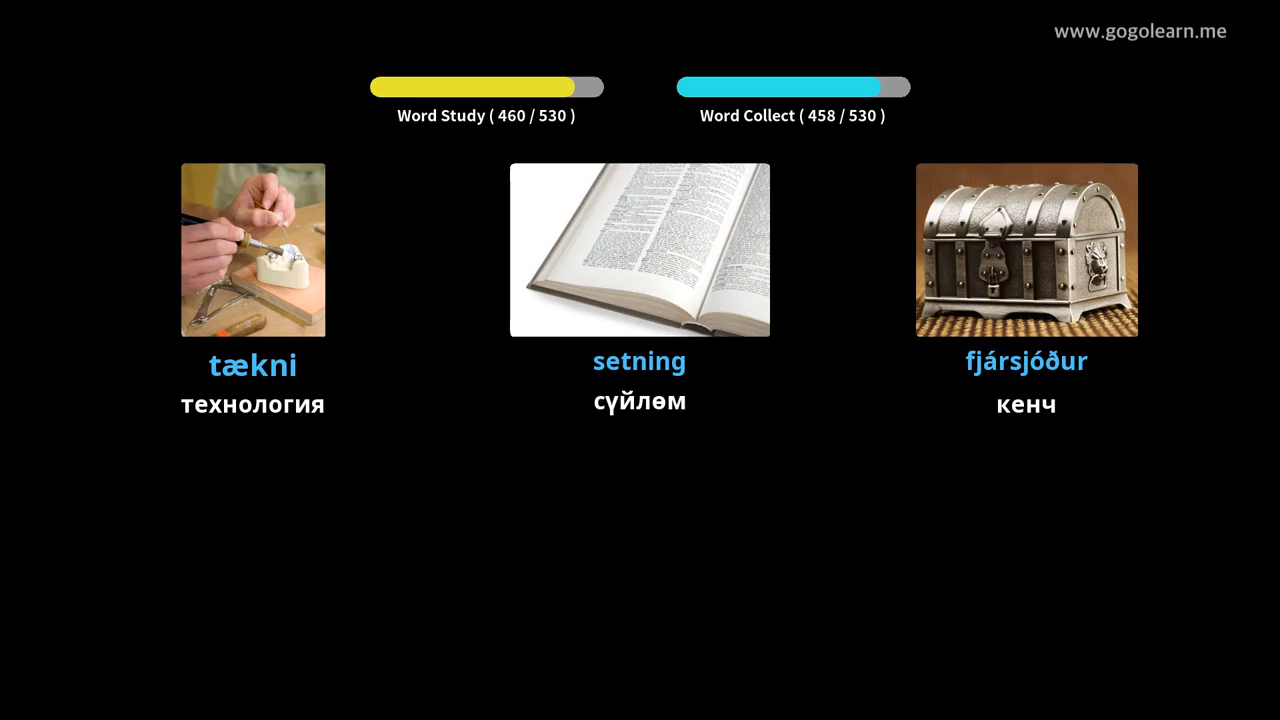 www.gogolearn.me
Word Study ( 460 / 530 )
Word Collect ( 458 / 530 )
tækni
технология
setning
сүйлөм
fjársjóður
кенч